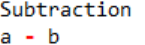 Subtraction
a - b